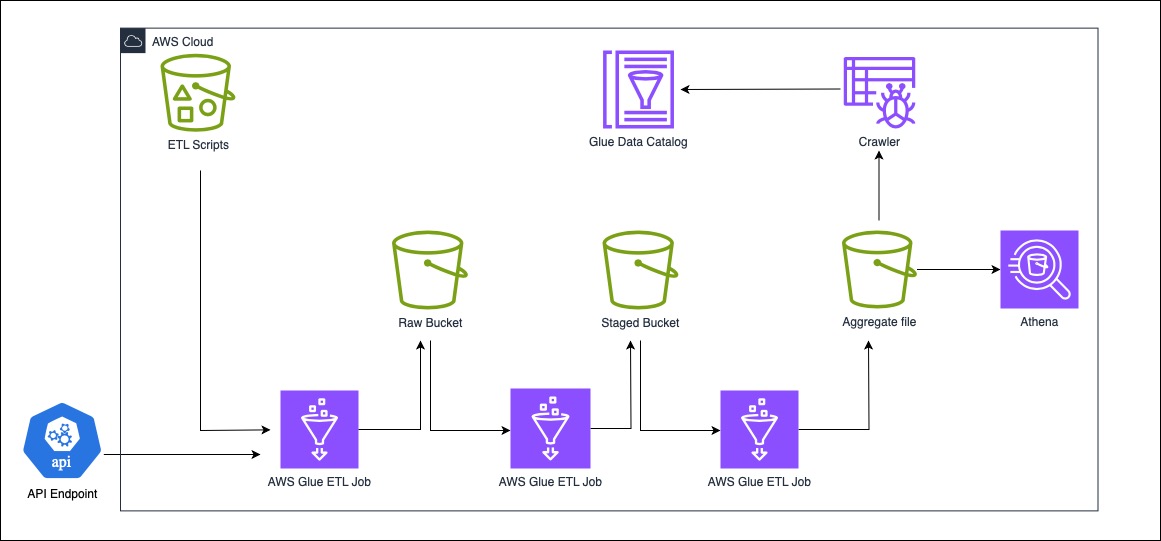 AWS Cloud
ETL Scripts
Glue Data Catalog
Crawler
Raw Bucket
Staged Bucket
Aggregate file
Athena
api
API Endpoint
AWS Glue ETL Job
AWS Glue ETL Job
AWS Glue ETL Job